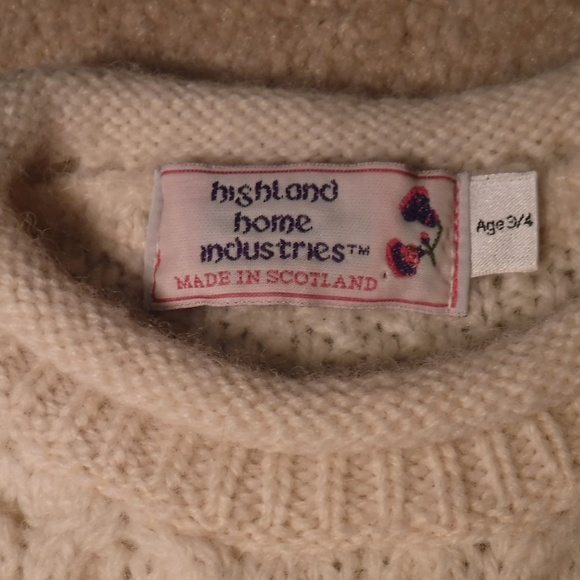 highland
home
industries™
MADE IN SCOTLAND
Age 3/4